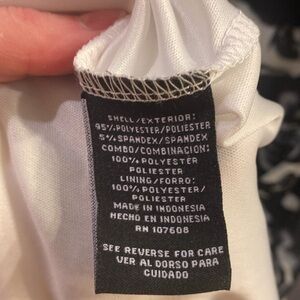 SHELL/EXTERIOR:
95%POLYESTER/POLIESTER
5%SPANDEX/SPANDEX
COMBO/COMBINACION:
100%POLYESTER
POLIESTER
LINING/FORRO:
100%POLYESTER/
POLIESTER
MADE IN INDONESIA
HECHO EN INDONESIA
RN 107608
SEE REVERSE FOR CARE
VER AL DORSO PARA
CUIDADO